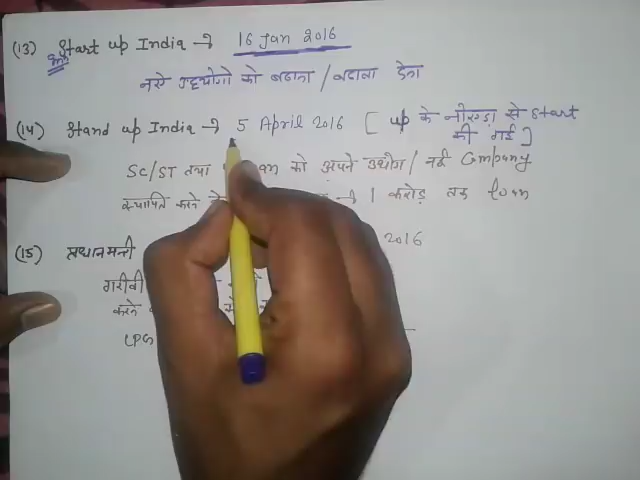 (13) Start up India → 16 Jan 2016
नए उद्योगो को बढाना / बढावा देना
(14) Stand up India → 5 April 2016 [ up के नोएडा से start
की गई ]
SC/ST तथा को अपने उद्योग / नई Company
स्थापित करने → 1 करोड़ तक loan
(15) प्रधानमन्त्री 2016
गरीबी
करने
LPG